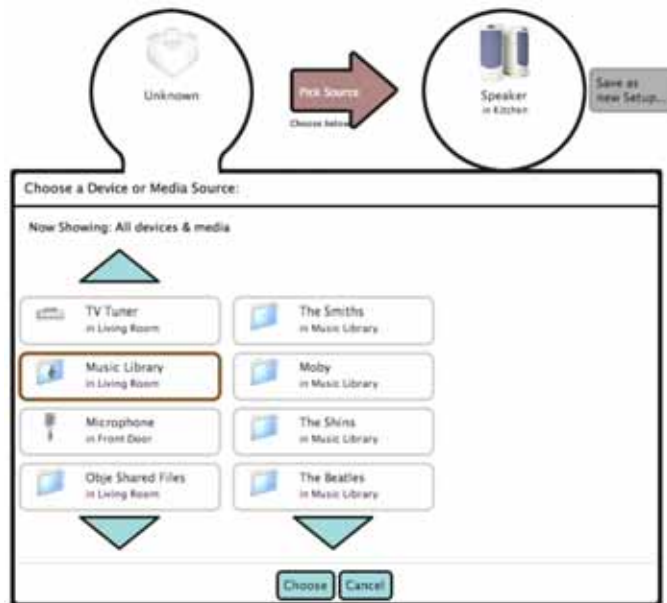 Unknown
Pick Source
Choose below
Speaker
in Kitchen
Save as
new Setup...
Choose a Device or Media Source:
Now Showing: All devices & media
TV Tuner
in Living Room
The Smiths
in Music Library
Music Library
in Living Room
Moby
in Music Library
Microphone
in Front Door
The Shins
in Music Library
Obje Shared Files
in Living Room
The Beatles
in Music Library
Choose
Cancel